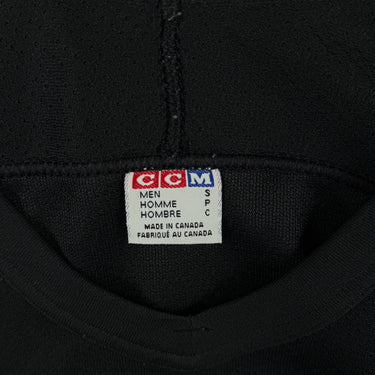 CCM
MEN S
HOMME P
HOMBRE C
MADE IN CANADA
FABRIQUÉ AU CANADA